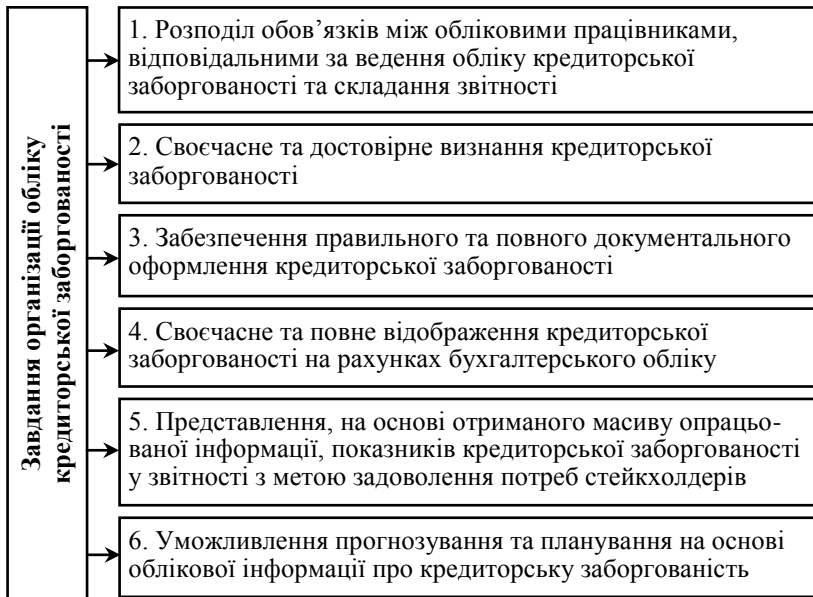 Завдання організації обліку
кредиторської заборгованості
1. Розподіл обов’язків між обліковими працівниками,
відповідальними за ведення обліку кредиторської
заборгованості та складання звітності
2. Своєчасне та достовірне визнання кредиторської
заборгованості
3. Забезпечення правильного та повного документального
оформлення кредиторської заборгованості
4. Своєчасне та повне відображення кредиторської
заборгованості на рахунках бухгалтерського обліку
5. Представлення, на основі отриманого масиву опрацьо-
ваної інформації, показників кредиторської заборгованості
у звітності з метою задоволення потреб стейкхолдерів
6. Уможливлення прогнозування та планування на основі
облікової інформації про кредиторську заборгованість